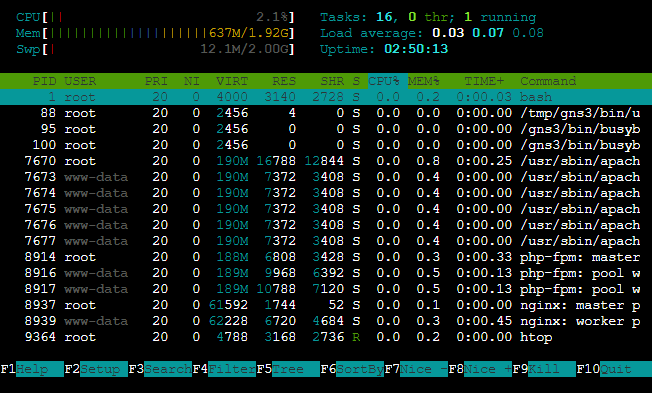 CPU[|| 2.1%] Tasks: 16, 0 thr; 1 running
Mem[||||||||||||||||||||637M/1.92G] Load average: 0.03 0.07 0.08
Swp[| 12.1M/2.00G] Uptime: 02:50:13
PID USER PRI NI VIRT RES SHR S CPU% MEM% TIME+ Command
1 root 20 0 4000 3140 2728 S 0.0 0.2 0:00.03 bash
88 root 20 0 2456 4 0 S 0.0 0.0 0:00.00 /tmp/gns3/bin/u
95 root 20 0 2456 0 0 S 0.0 0.0 0:00.00 /gns3/bin/busyb
100 root 20 0 2456 0 0 S 0.0 0.0 0:00.00 /gns3/bin/busyb
7670 root 20 0 190M 16788 12844 S 0.0 0.8 0:00.25 /usr/sbin/apach
7673 www-data 20 0 190M 7372 3408 S 0.0 0.4 0:00.00 /usr/sbin/apach
7674 www-data 20 0 190M 7372 3408 S 0.0 0.4 0:00.00 /usr/sbin/apach
7675 www-data 20 0 190M 7372 3408 S 0.0 0.4 0:00.00 /usr/sbin/apach
7676 www-data 20 0 190M 7372 3408 S 0.0 0.4 0:00.00 /usr/sbin/apach
7677 www-data 20 0 190M 7372 3408 S 0.0 0.4 0:00.00 /usr/sbin/apach
8914 root 20 0 188M 6808 3428 S 0.0 0.3 0:00.33 php-fpm: master
8916 www-data 20 0 189M 9968 6392 S 0.0 0.5 0:00.13 php-fpm: pool w
8917 www-data 20 0 189M 10788 7120 S 0.0 0.5 0:00.13 php-fpm: pool w
8937 root 20 0 61592 1744 52 S 0.0 0.1 0:00.00 nginx: master p
8939 www-data 20 0 62228 6720 4684 S 0.0 0.3 0:00.45 nginx: worker p
9364 root 20 0 4788 3168 2736 R 0.0 0.2 0:00.00 htop
F1Help F2Setup F3SearchF4FilterF5Tree F6SortByF7Nice -F8Nice +F9Kill F10Quit